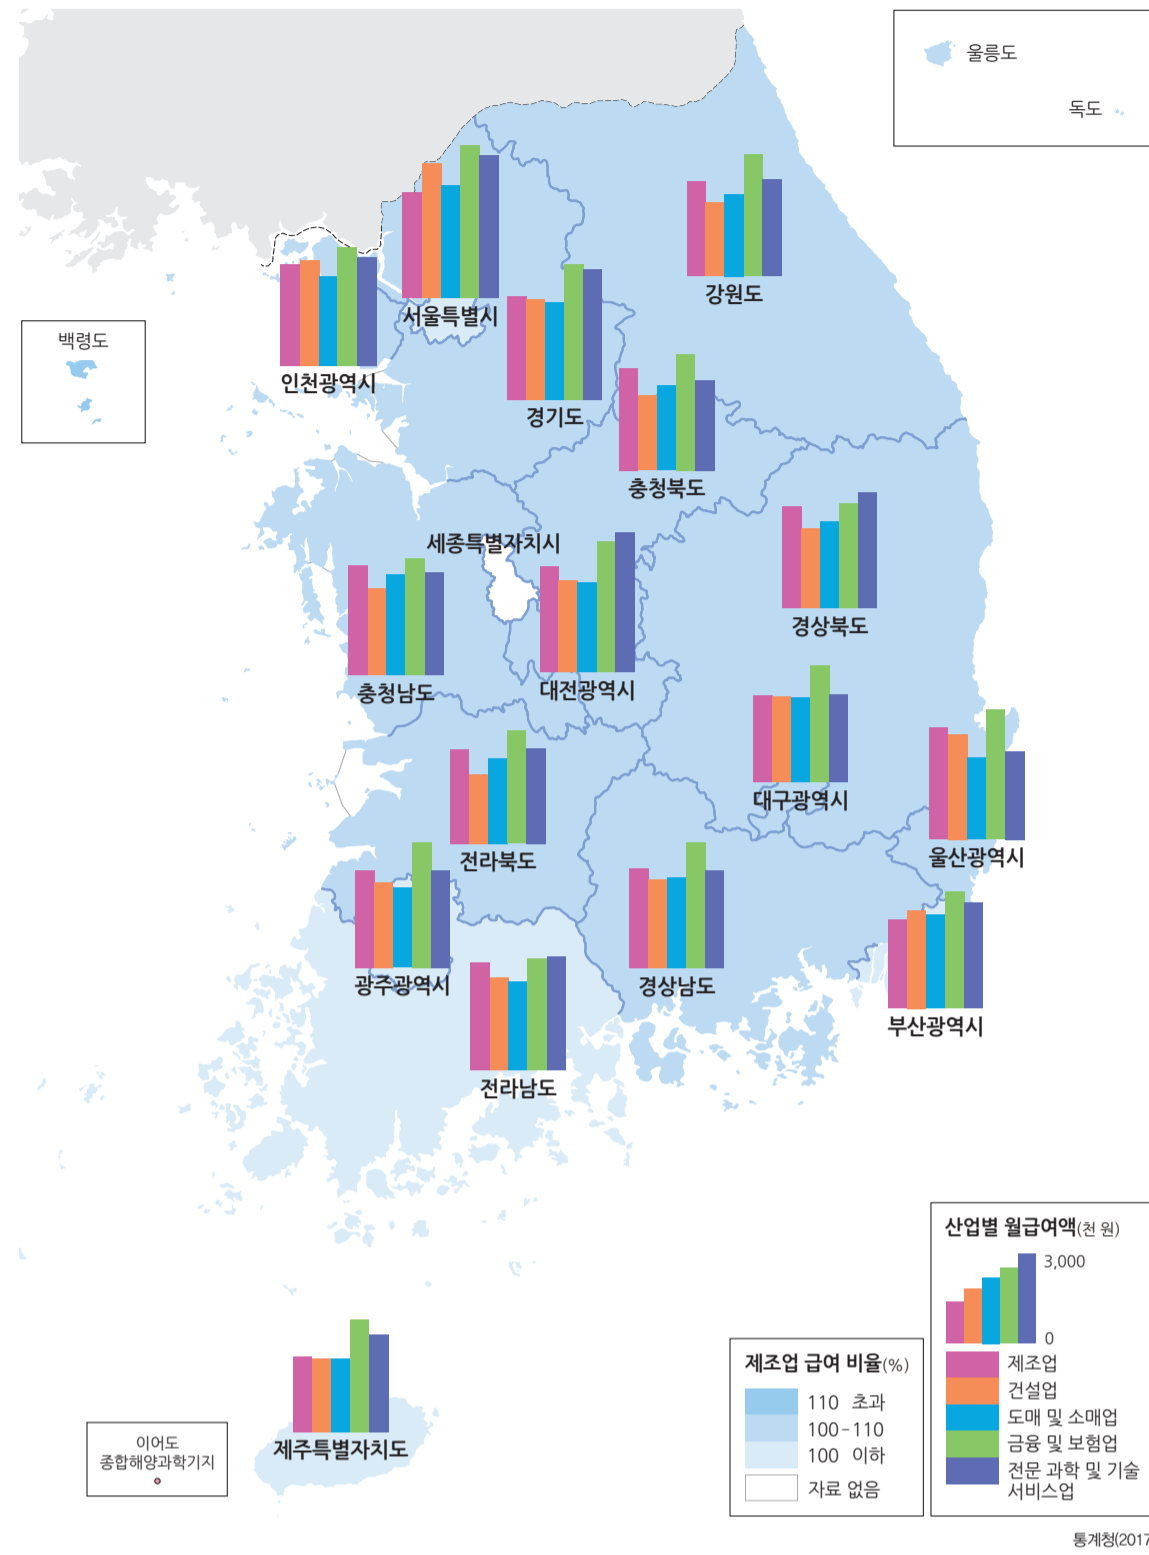 울릉도
독도
백령도
서울특별시
인천광역시
강원도
경기도
충청북도
세종특별자치시
경상북도
충청남도
대전광역시
대구광역시
울산광역시
전라북도
광주광역시
경상남도
부산광역시
전라남도
제주특별자치도
이어도
종합해양과학기지
제조업 급여 비율(%)
110 초과
100-110
100 이하
자료 없음
산업별 월급여액(천 원)
3,000
0
제조업
건설업
도매 및 소매업
금융 및 보험업
전문 과학 및 기술
서비스업
통계청(2017